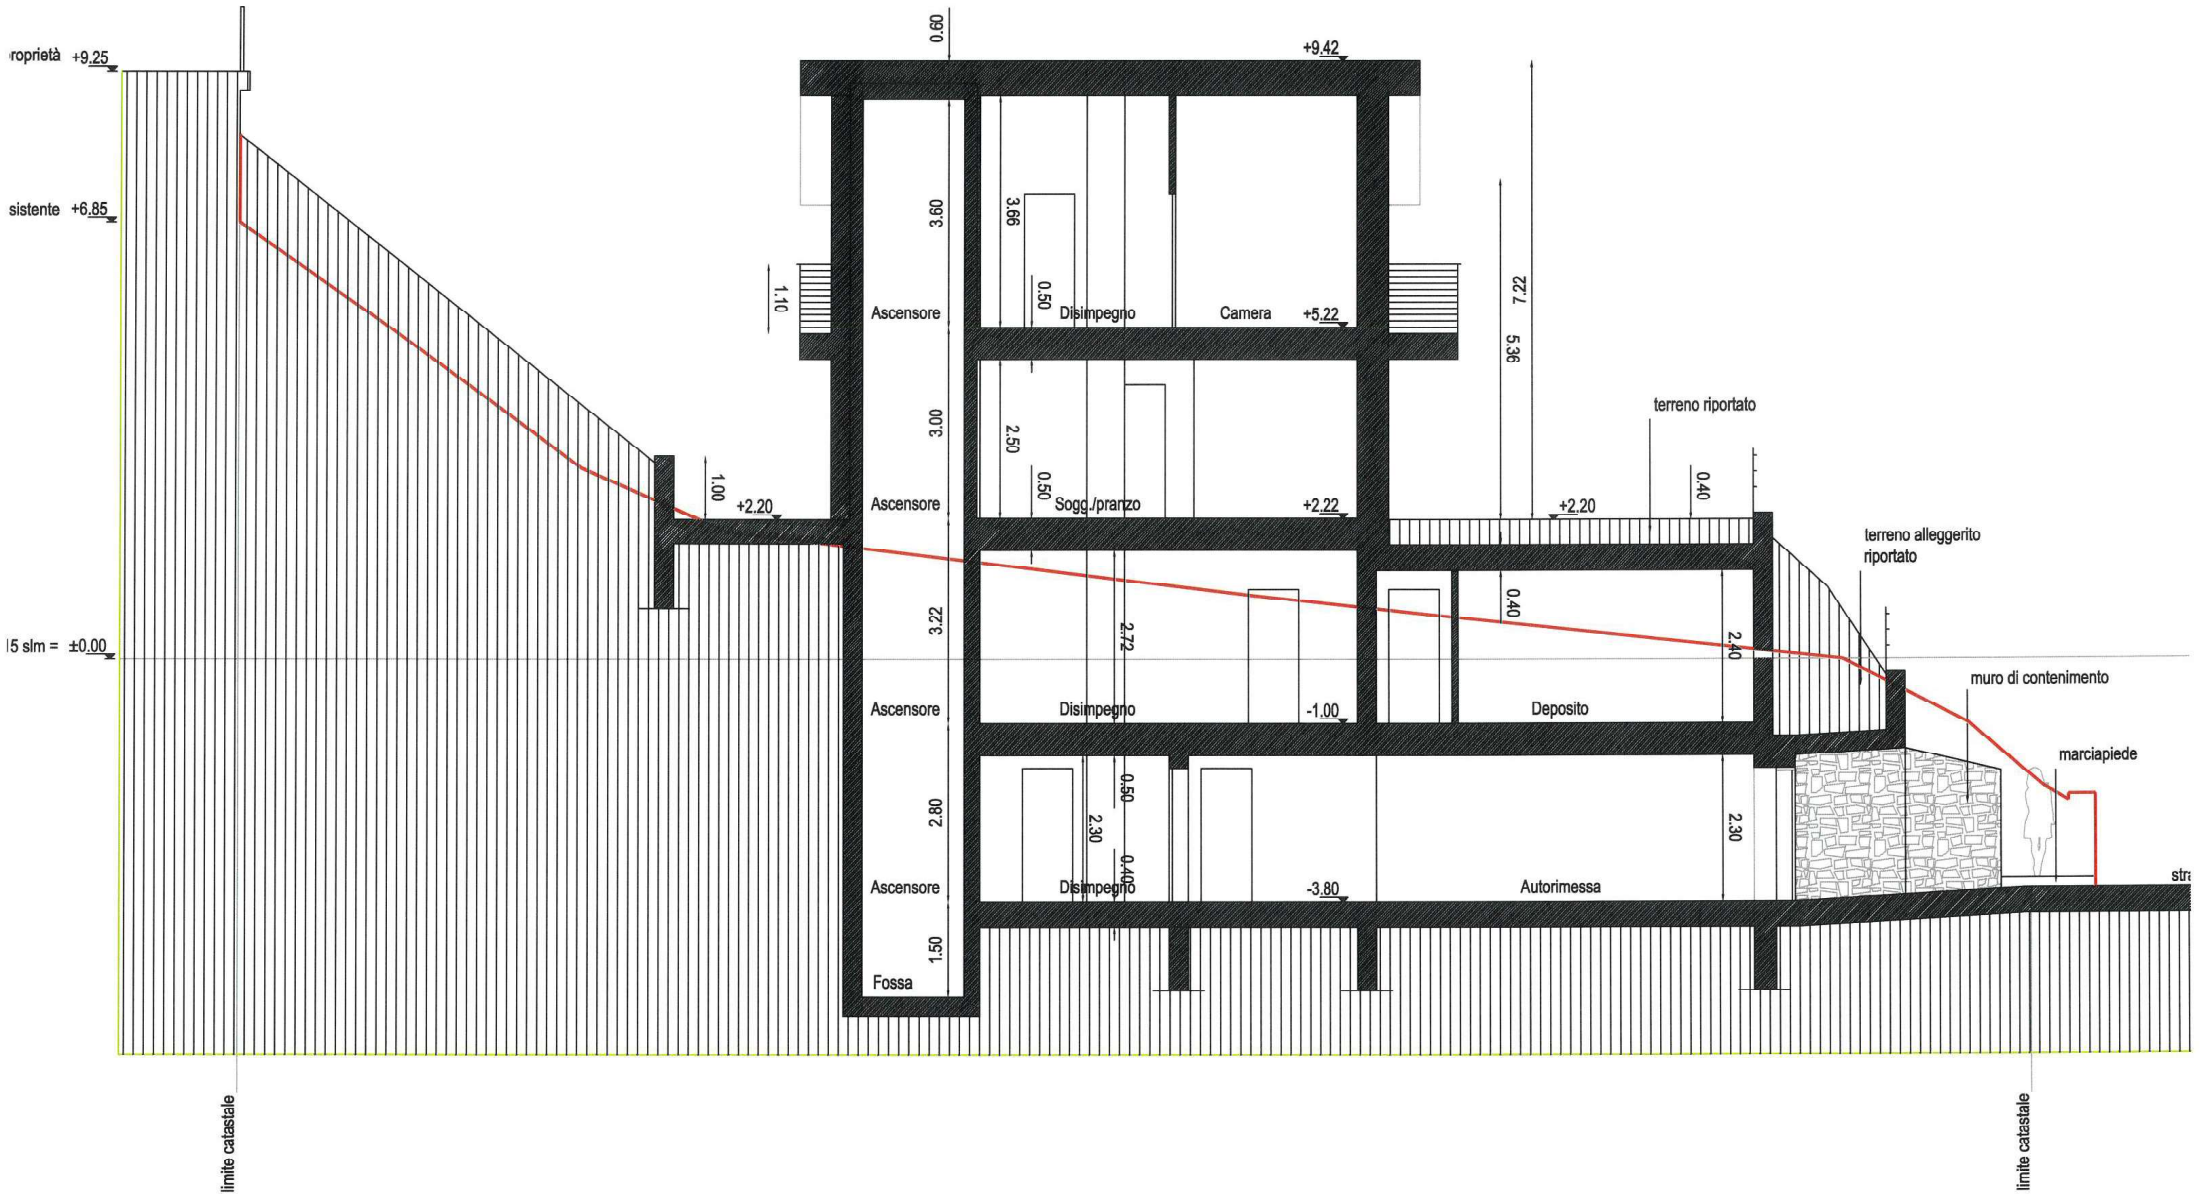 0.60
+9.42
roprietà +9.25
sistente +6.85
3.60
3.66
1.10
0.50
7.22
Ascensore
Disimpegno
Camera
+5.22
5.36
terreno riportato
3.00
2.50
1.00
0.50
0.40
+2.20
Ascensore
Sogg./pranzo
+2.22
+2.20
terreno alleggerito
riportato
3.22
2.72
0.40
2.40
15 slm = ±0.00
muro di contenimento
Ascensore
Disimpegno
-1.00
Deposito
marciapiede
2.80
0.50
2.30
2.30
0.40
Ascensore
Disimpegno
-3.80
Autorimessa
stra
1.50
Fossa
limite catastale
limite catastale